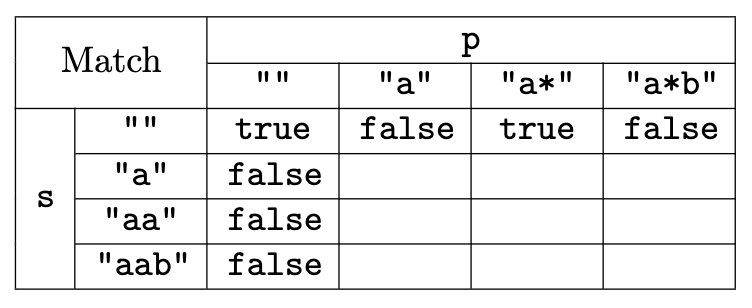 Match
p
"" "a" "a*" "a*b"
s
"" true false true false
"a" false
"aa" false
"aab" false